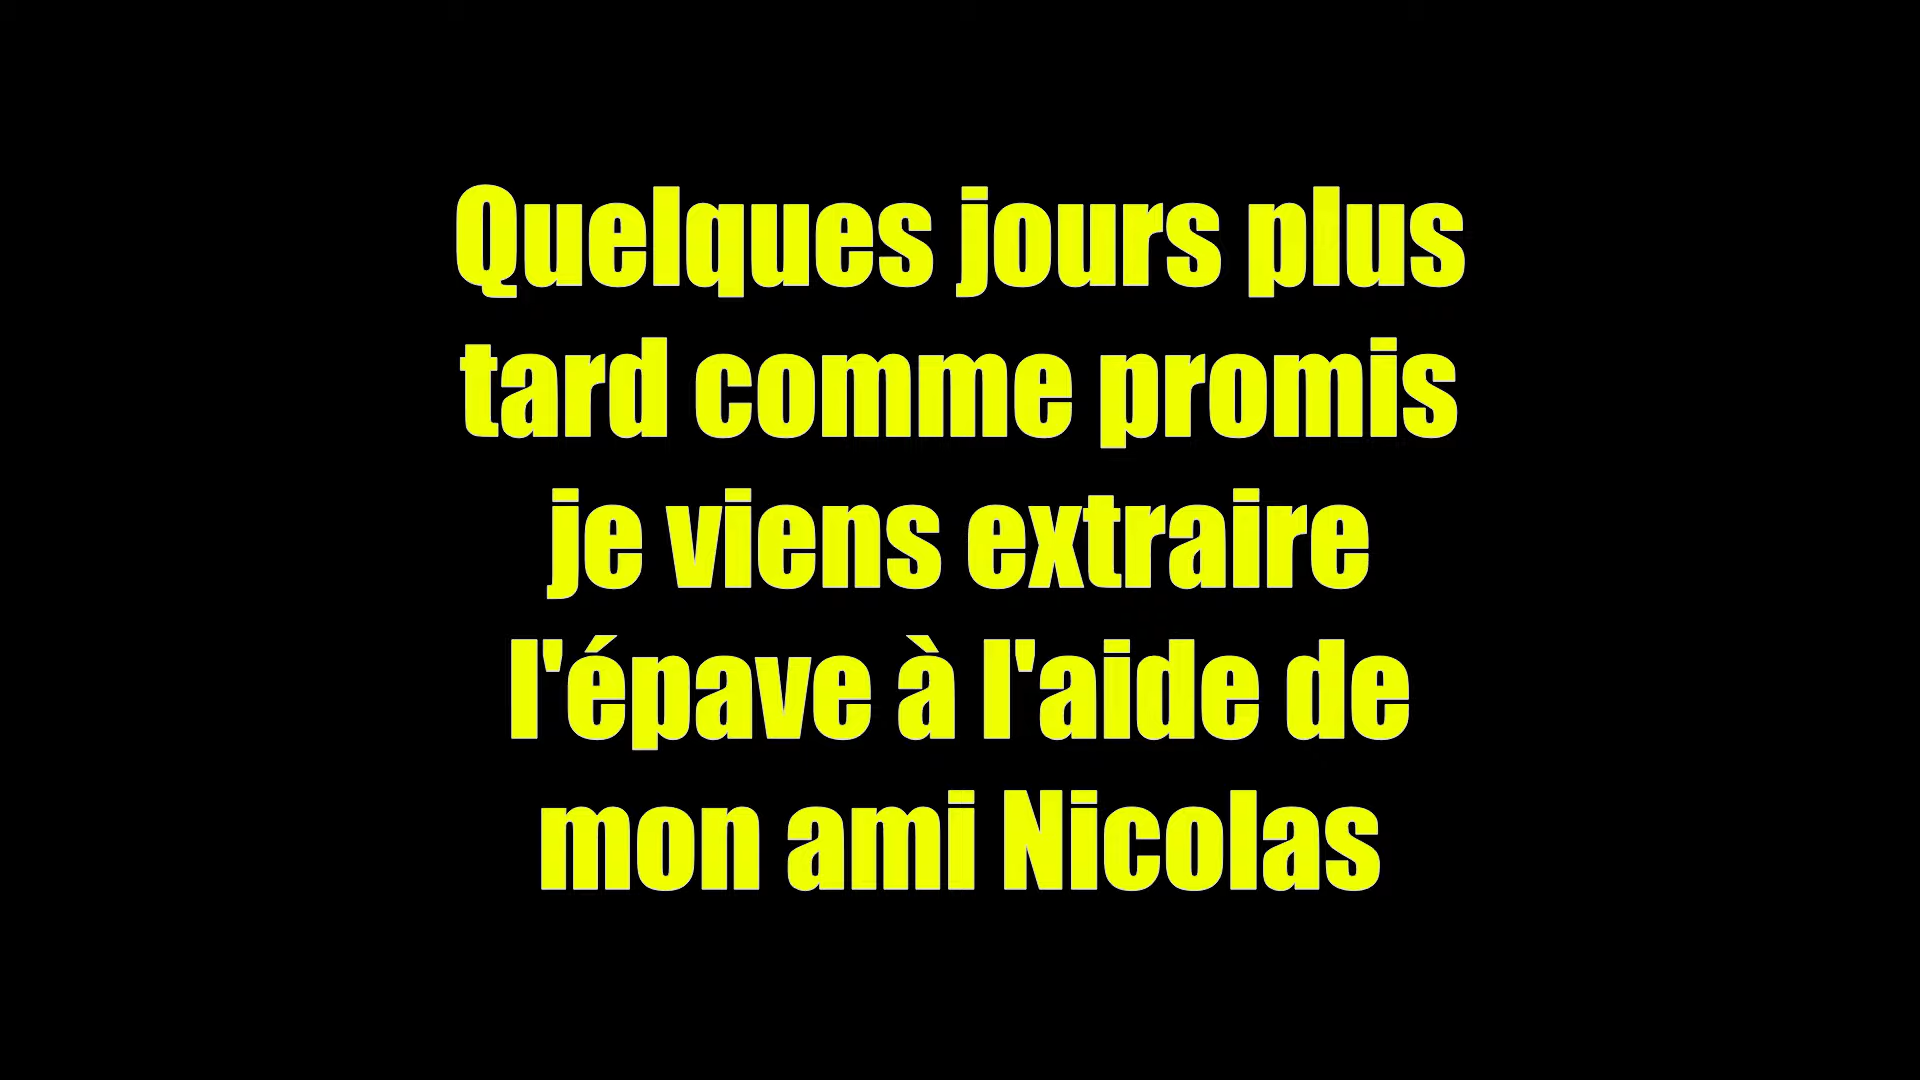 Quelques jours plus
tard comme promis
je viens extraire
l'épave à l'aide de
mon ami Nicolas